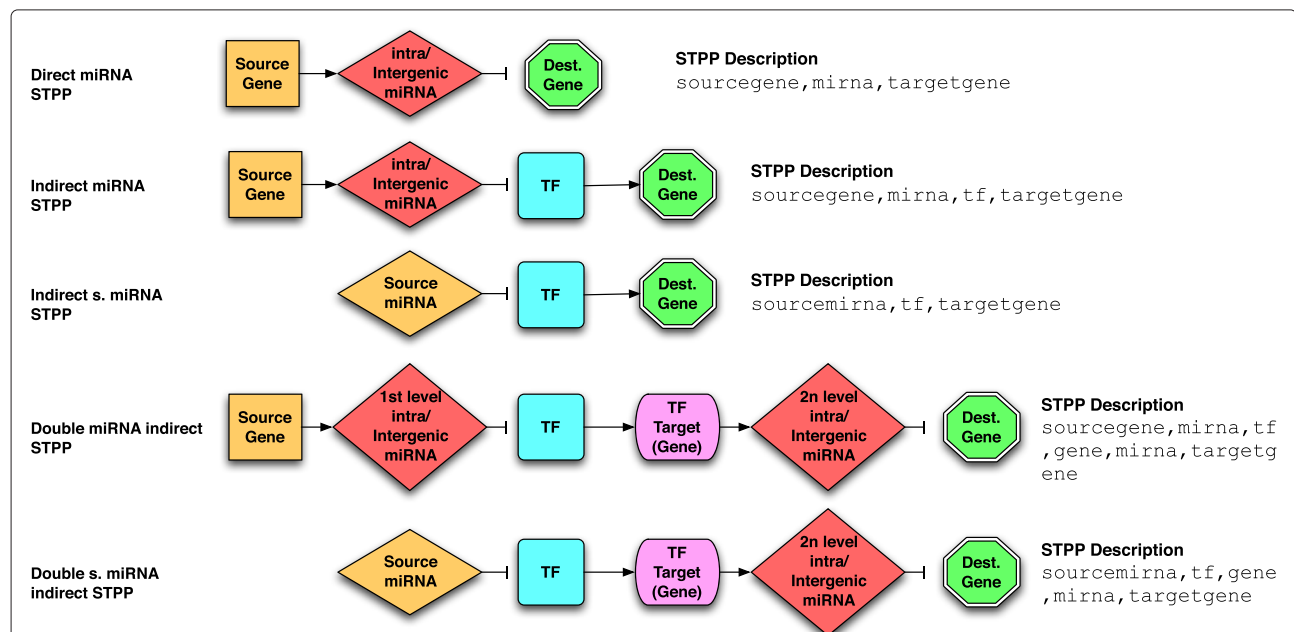 Direct miRNA
STPP
Source
Gene
intra/
Intergenic
miRNA
Dest.
Gene
STPP Description
sourcegene,mirna,targetgene
Indirect miRNA
STPP
Source
Gene
intra/
Intergenic
miRNA
TF
Dest.
Gene
STPP Description
sourcegene,mirna,tf,targetgene
Indirect s. miRNA
STPP
Source
miRNA
TF
Dest.
Gene
STPP Description
sourcemirna,tf,targetgene
Double miRNA indirect
STPP
Source
Gene
1st level
intra/
Intergenic
miRNA
TF
TF
Target
(Gene)
2n level
intra/
Intergenic
miRNA
Dest.
Gene
STPP Description
sourcegene,mirna,tf
,gene,mirna,targetg
ene
Double s. miRNA
indirect STPP
Source
miRNA
TF
TF
Target
(Gene)
2n level
intra/
Intergenic
miRNA
Dest.
Gene
STPP Description
sourcemirna,tf,gene
,mirna,targetgene